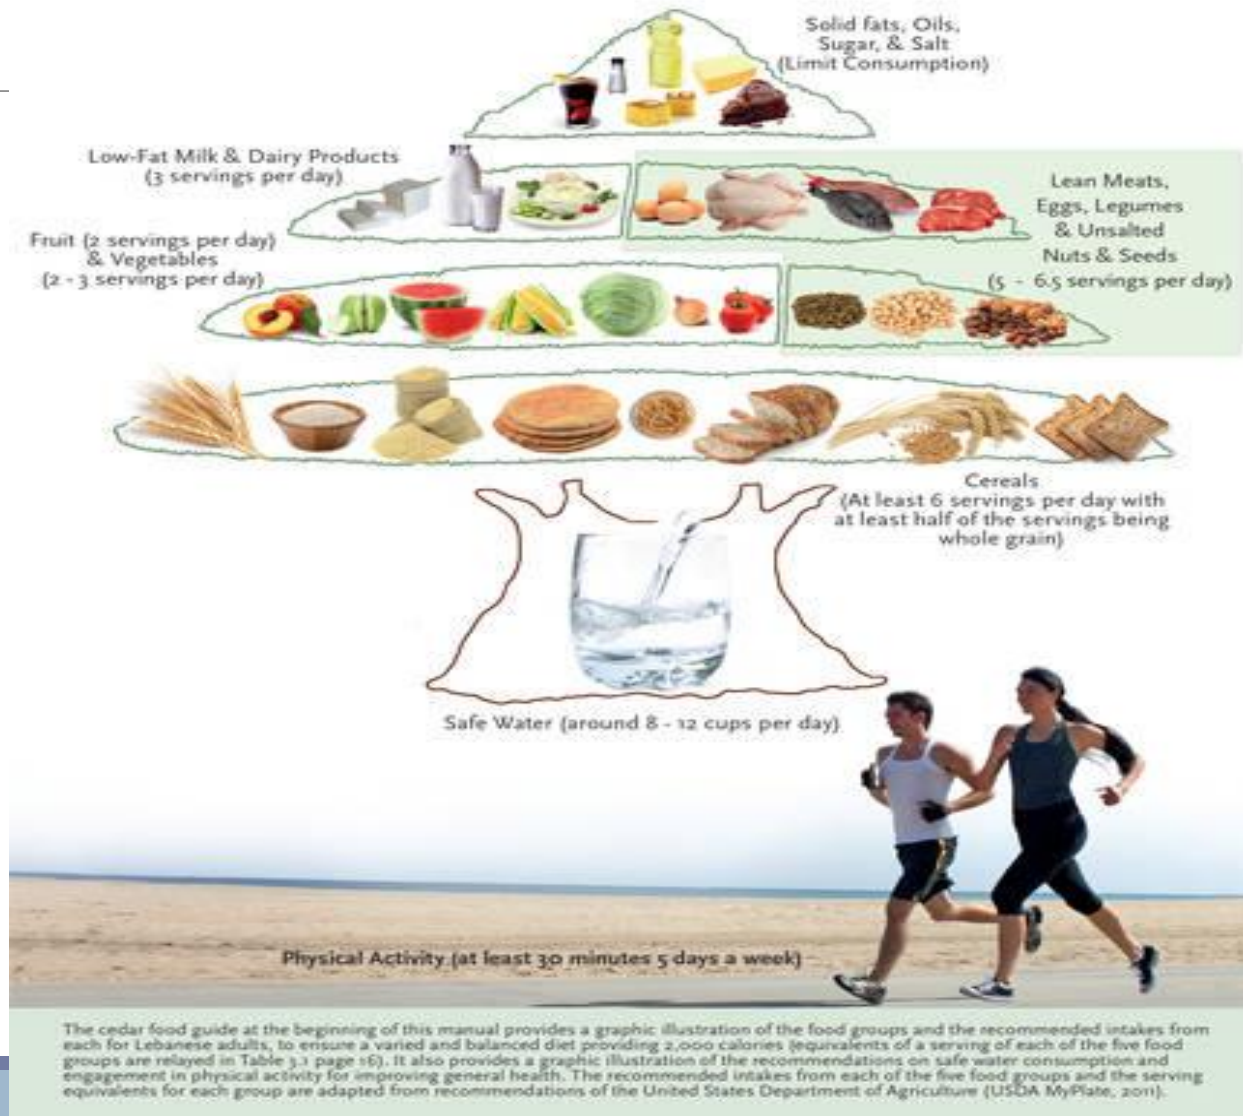 Solid fats, Oils,
Sugar, & Salt
(Limit Consumption)
Low-Fat Milk & Dairy Products
(3 servings per day)
Lean Meats,
Eggs, Legumes
& Unsalted
Nuts & Seeds
(5 - 6.5 servings per day)
Fruit (2 servings per day)
& Vegetables
(2 - 3 servings per day)
Cereals
(At least 6 servings per day with
at least half of the servings being
whole grain)
Safe Water (around 8 - 12 cups per day)
Physical Activity (at least 30 minutes 5 days a week)
The cedar food guide at the beginning of this manual provides a graphic illustration of the food groups and the recommended intakes from
each for Lebanese adults, to ensure a varied and balanced diet providing 2,000 calories (equivalents of a serving of each of the five food
groups are relayed in Table 3.1 page 16). It also provides a graphic illustration of the recommendations on safe water consumption and
engagement in physical activity for improving general health. The recommended intakes from each of the five food groups and the serving
equivalents for each group are adapted from recommendations of the United States Department of Agriculture (USDA MyPlate, 2011).